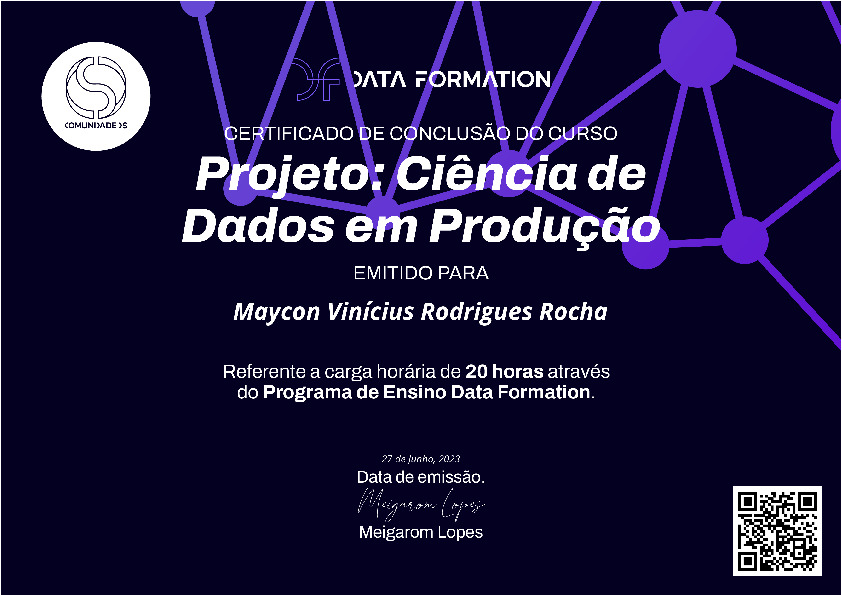 COMUNIDADE DS
DATA FORMATION
CERTIFICADO DE CONCLUSÃO DO CURSO
Projeto: Ciência de
Dados em Produção
EMITIDO PARA
Maycon Vinícius Rodrigues Rocha
Referente a carga horária de 20 horas através
do Programa de Ensino Data Formation.
27 de Junho, 2023
Data de emissão.
Meigarom Lopes
Meigarom Lopes